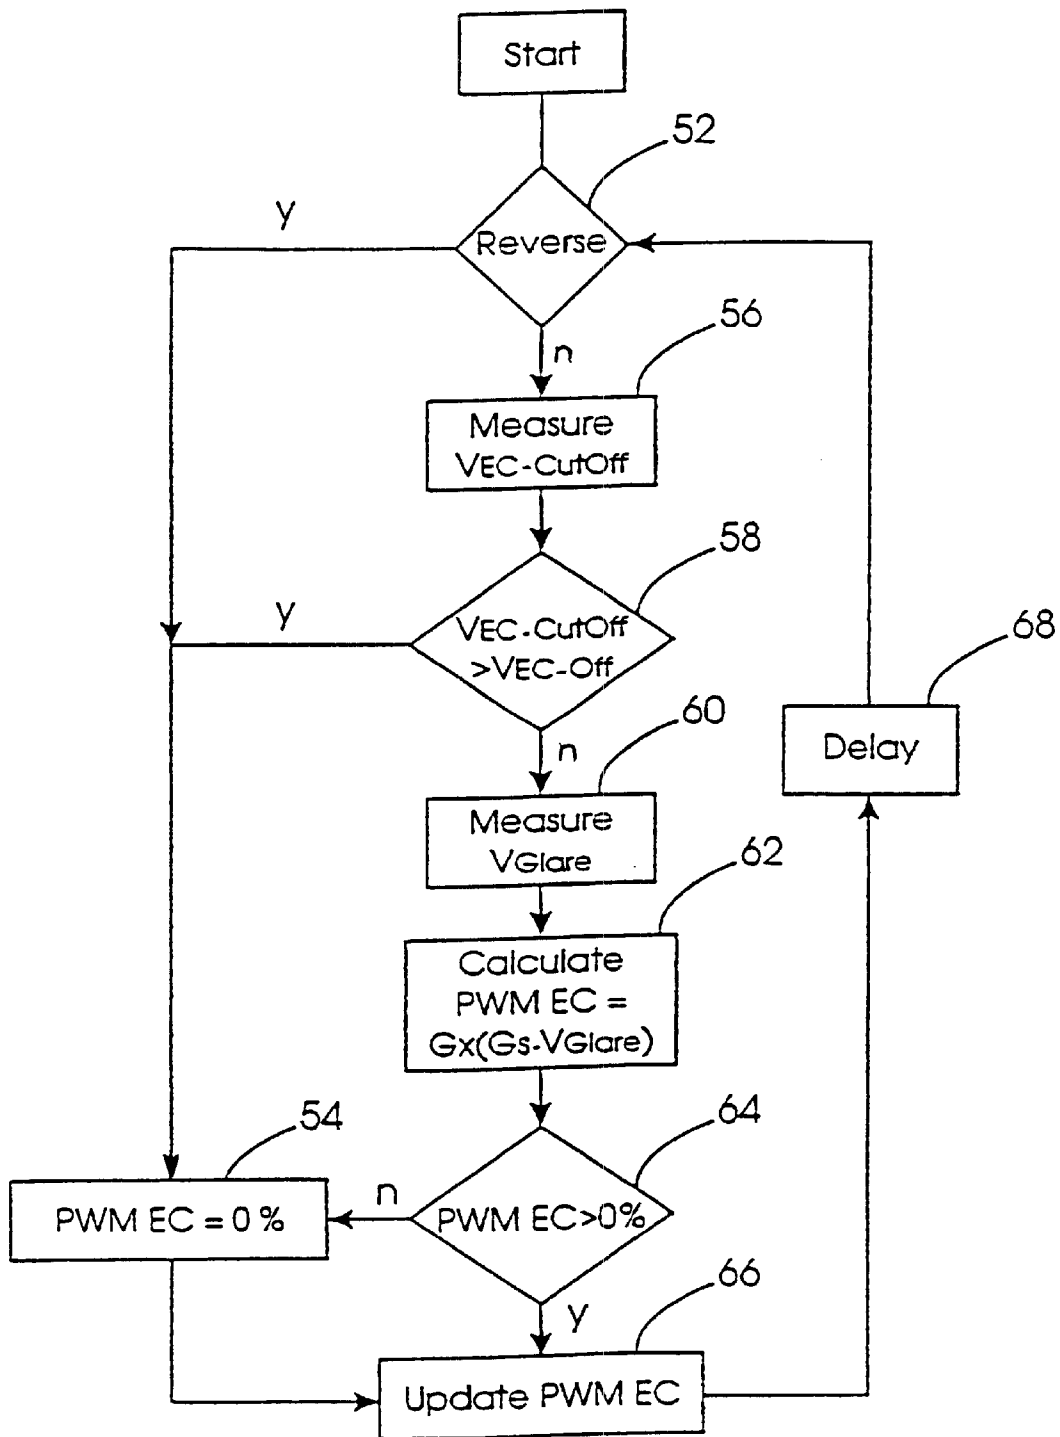 Start
52
y
Reverse
56
n
Measure
VEC-CutOff
58
y
VEC-CutOff
>VEC-Off
68
60
n
Delay
Measure
VGlare
62
Calculate
PWM EC =
Gx(Gs-VGlare)
54
64
n
PWM EC = 0%
PWM EC>0%
66
y
Update PWM EC